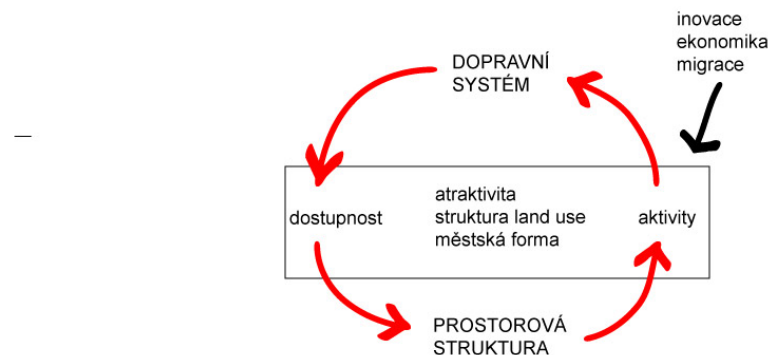 inovace
ekonomika
migrace
DOPRAVNÍ
SYSTÉM
—
dostupnost
atraktivita
struktura land use
městská forma
aktivity
PROSTOROVÁ
STRUKTURA